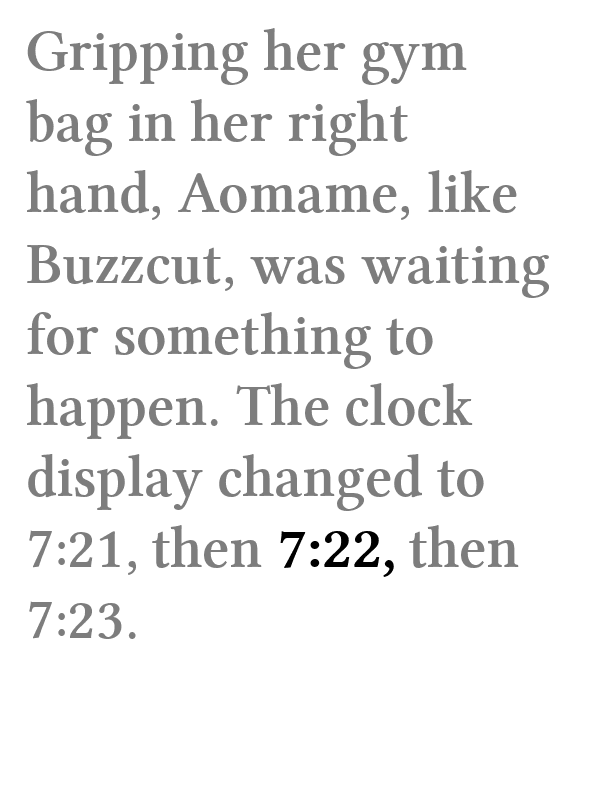 Gripping her gym
bag in her right
hand, Aomame, like
Buzzcut, was waiting
for something to
happen. The clock
display changed to
7:21, then 7:22, then
7:23.